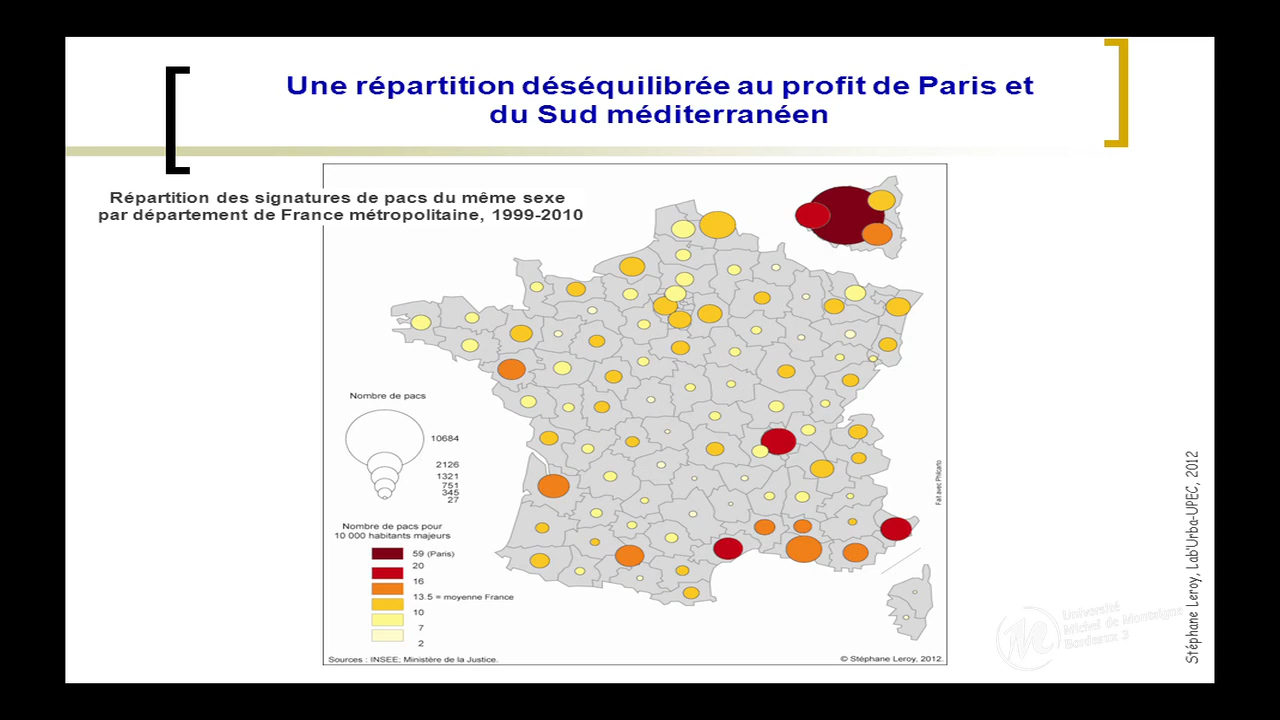 Une répartition déséquilibrée au profit de Paris et
du Sud méditerranéen
Répartition des signatures de pacs du même sexe
par département de France métropolitaine, 1999-2010
Nombre de pacs
10684
2126
1321
751
345
27
Nombre de pacs pour
10 000 habitants majeurs
59 (Paris)
20
16
13.5 = moyenne France
10
7
2
Sources : INSEE; Ministère de la Justice.
© Stéphane Leroy, 2012.
Fait avec Philcarto
Université
Michel de Montaigne
Bordeaux 3
Stéphane Leroy, Lab'Urba-UPEC, 2012